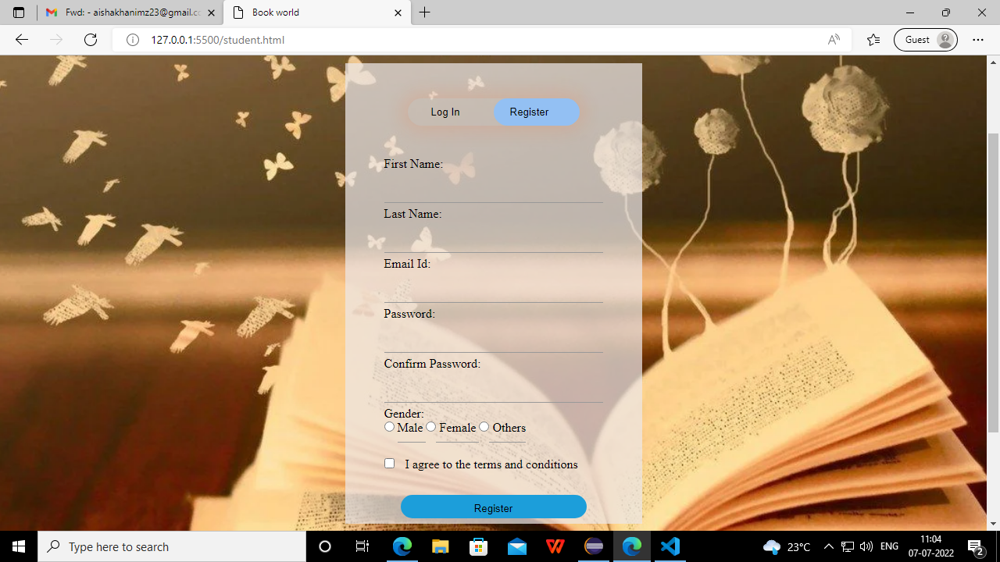 Fwd: - aishakhanimz23@gmail.co
Book world
127.0.0.1:5500/student.html
Guest
Log In
Register
First Name:
Last Name:
Email Id:
Password:
Confirm Password:
Gender:
Male Female Others
I agree to the terms and conditions
Register
Type here to search
23°C
ENG
11:04
07-07-2022
2